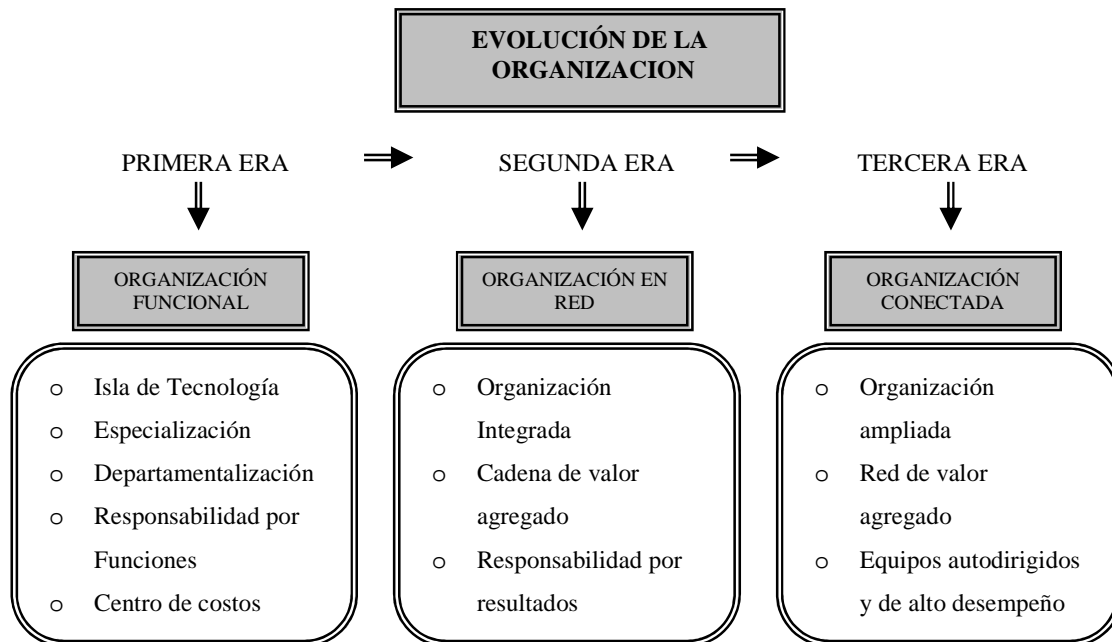 EVOLUCIÓN DE LA
ORGANIZACION
PRIMERA ERA
SEGUNDA ERA
TERCERA ERA
ORGANIZACIÓN
FUNCIONAL
ORGANIZACIÓN EN
RED
ORGANIZACIÓN
CONECTADA
o Isla de Tecnología
o Especialización
o Departamentalización
o Responsabilidad por
Funciones
o Centro de costos
o Organización
Integrada
o Cadena de valor
agregado
o Responsabilidad por
resultados
o Organización
ampliada
o Red de valor
agregado
o Equipos autodirigidos
y de alto desempeño